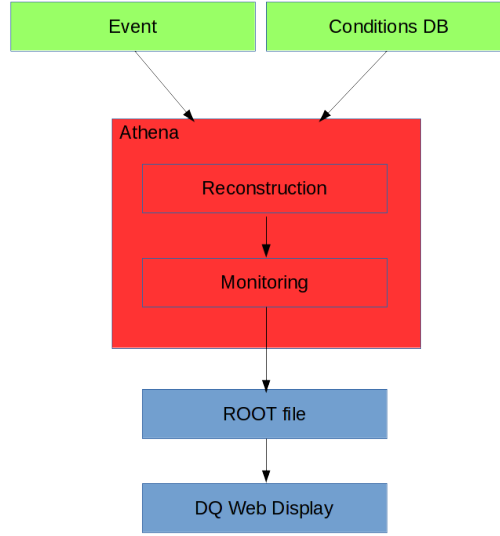 Event
Conditions DB
Athena
Reconstruction
Monitoring
ROOT file
DQ Web Display